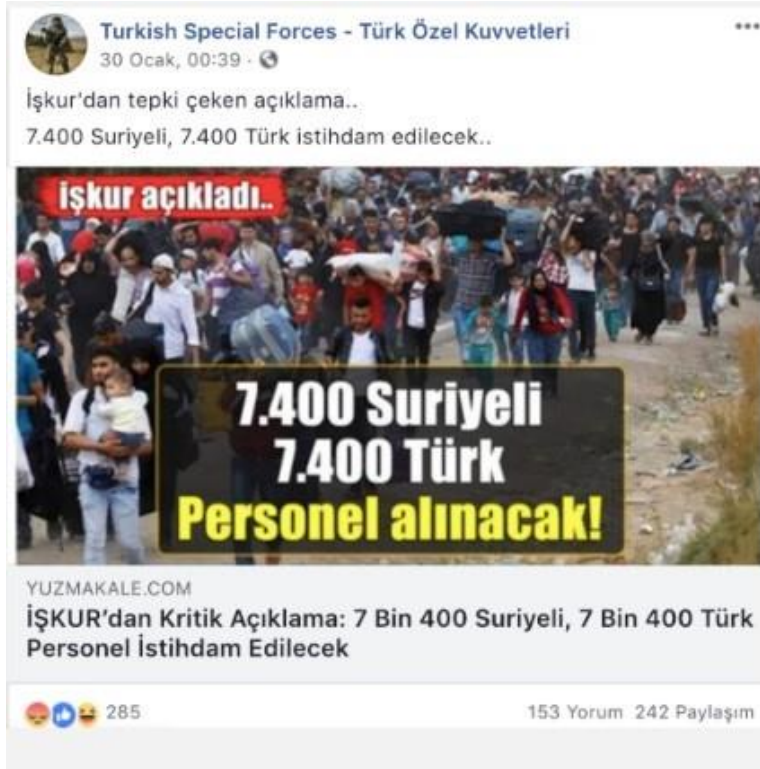 Turkish Special Forces - Türk Özel Kuvvetleri
30 Ocak, 00:39 ·
İşkur'dan tepki çeken açıklama..
7.400 Suriyeli, 7.400 Türk istihdam edilecek..
işkur açıkladı..
7.400 Suriyeli
7.400 Türk
Personel alınacak!
YUZMAKALE.COM
İŞKUR’dan Kritik Açıklama: 7 Bin 400 Suriyeli, 7 Bin 400 Türk
Personel İstihdam Edilecek
285
153 Yorum 242 Paylaşım